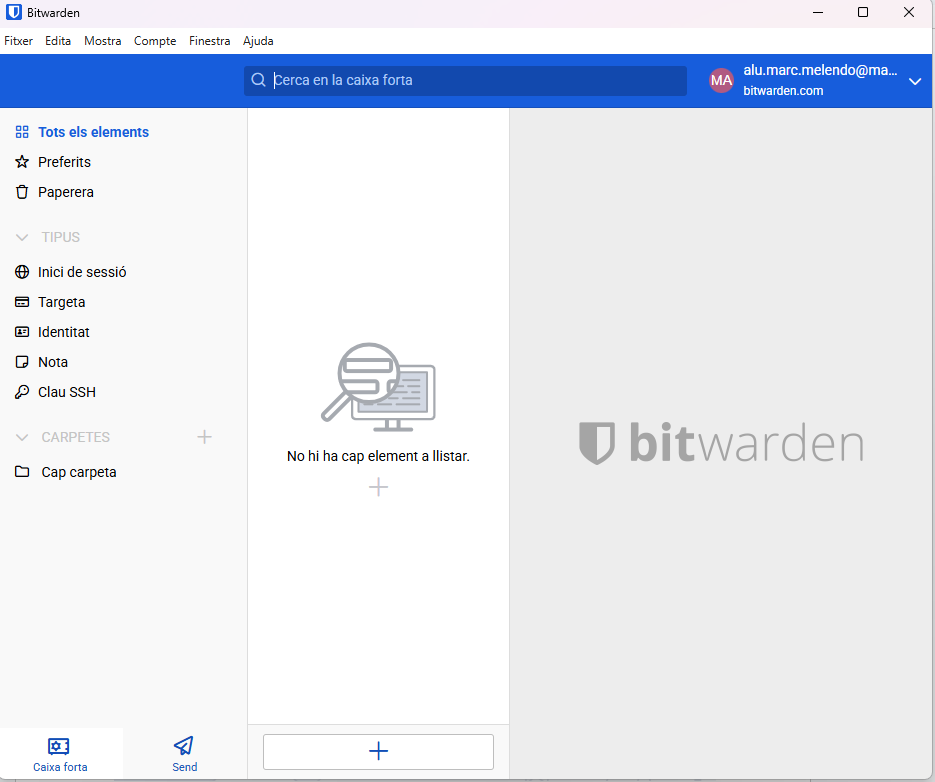 Bitwarden
Fitxer Edita Mostra Compte Finestra Ajuda
Cerca en la caixa forta
MA
alu.marc.melendo@ma...
bitwarden.com
Tots els elements
Preferits
Paperera
TIPUS
Inici de sessió
Targeta
Identitat
Nota
Clau SSH
CARPETES
Cap carpeta
No hi ha cap element a llistar.
bitwarden
Caixa forta
Send